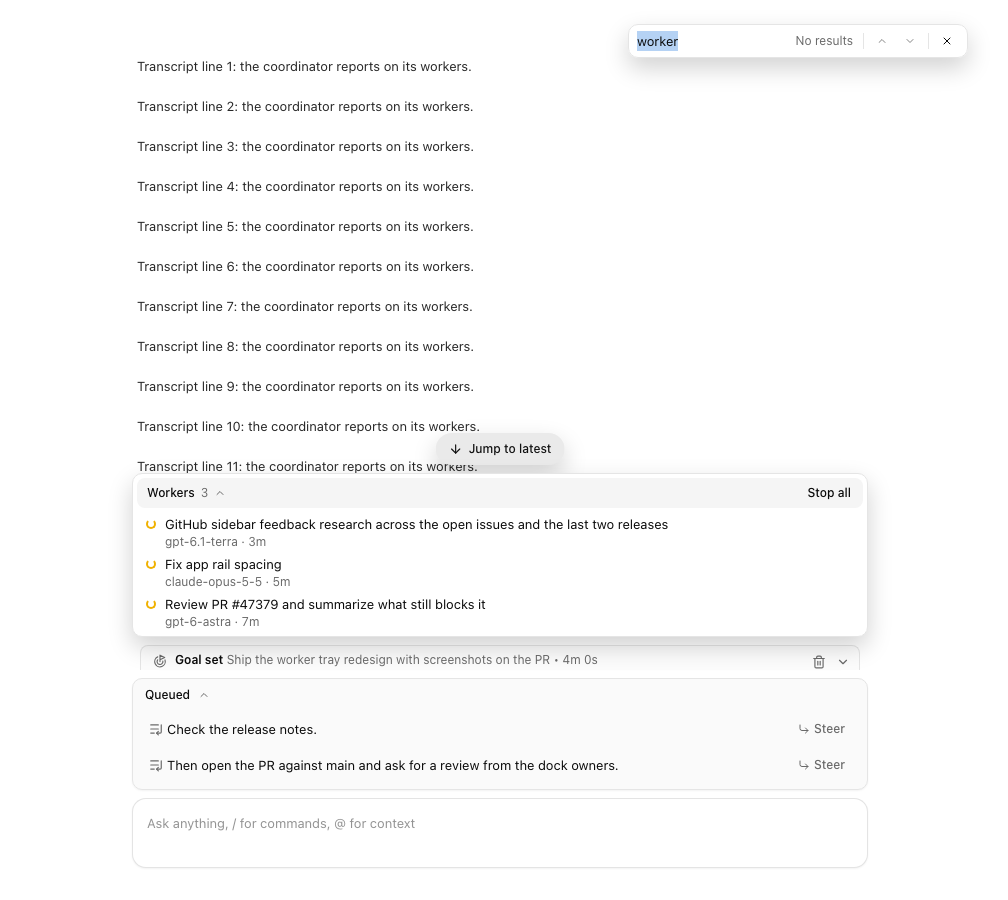 worker
No results
Transcript line 1: the coordinator reports on its workers.
Transcript line 2: the coordinator reports on its workers.
Transcript line 3: the coordinator reports on its workers.
Transcript line 4: the coordinator reports on its workers.
Transcript line 5: the coordinator reports on its workers.
Transcript line 6: the coordinator reports on its workers.
Transcript line 7: the coordinator reports on its workers.
Transcript line 8: the coordinator reports on its workers.
Transcript line 9: the coordinator reports on its workers.
Transcript line 10: the coordinator reports on its workers.
Jump to latest
Transcript line 11: the coordinator reports on its workers.
Workers 3
Stop all
GitHub sidebar feedback research across the open issues and the last two releases
gpt-6.1-terra · 3m
Fix app rail spacing
claude-opus-5-5 · 5m
Review PR #47379 and summarize what still blocks it
gpt-6-astra · 7m
Goal set Ship the worker tray redesign with screenshots on the PR • 4m 0s
Queued
Check the release notes.
Steer
Then open the PR against main and ask for a review from the dock owners.
Steer
Ask anything, / for commands, @ for context